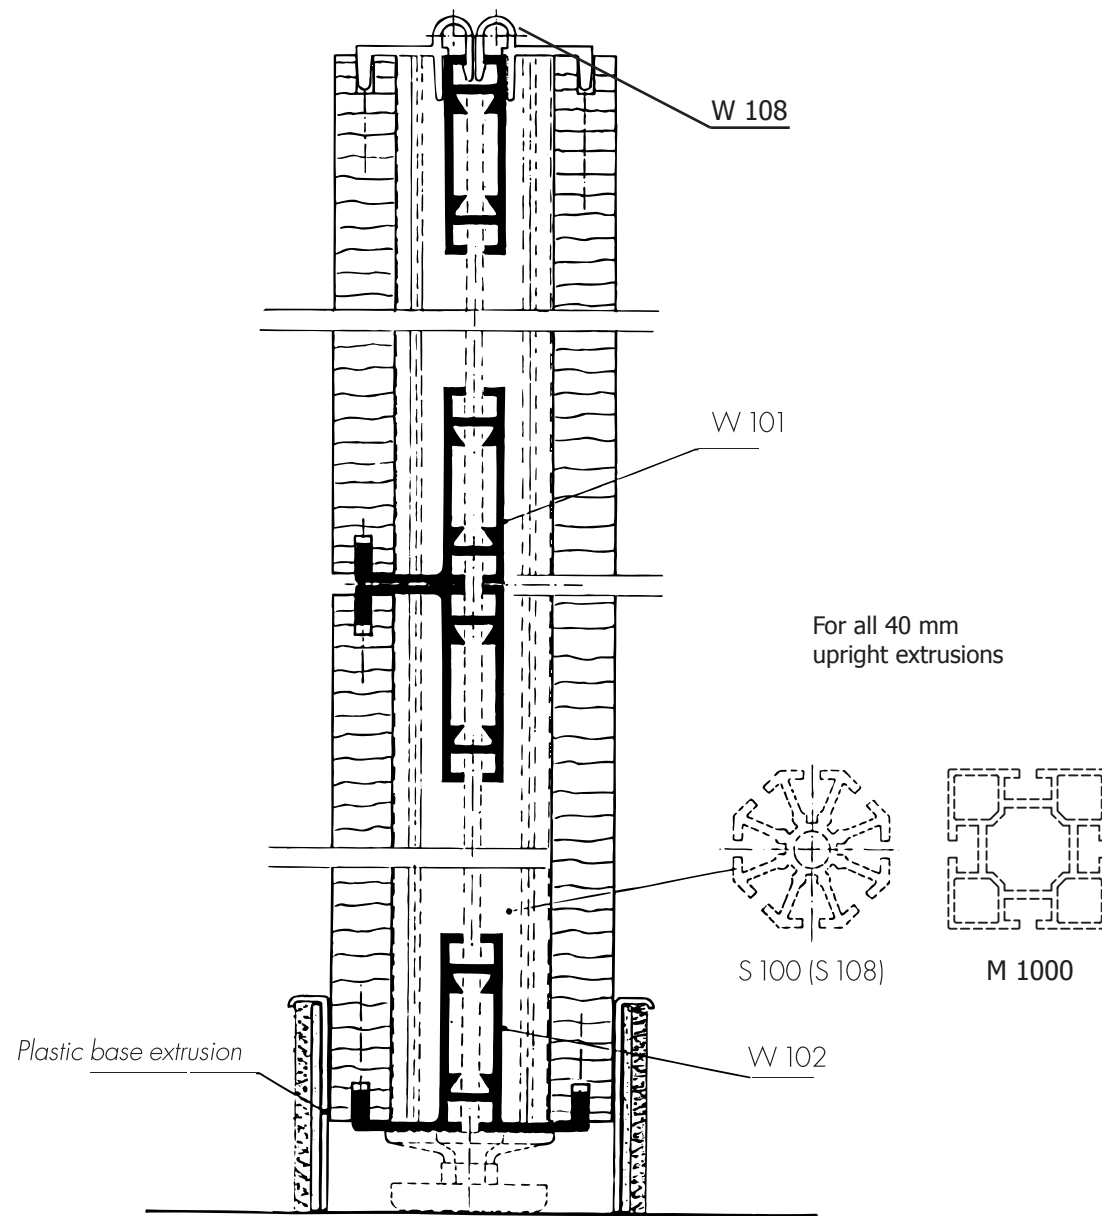 W 108
W 101
For all 40 mm
upright extrusions
S 100 (S 108)
M 1000
Plastic base extrusion
W 102